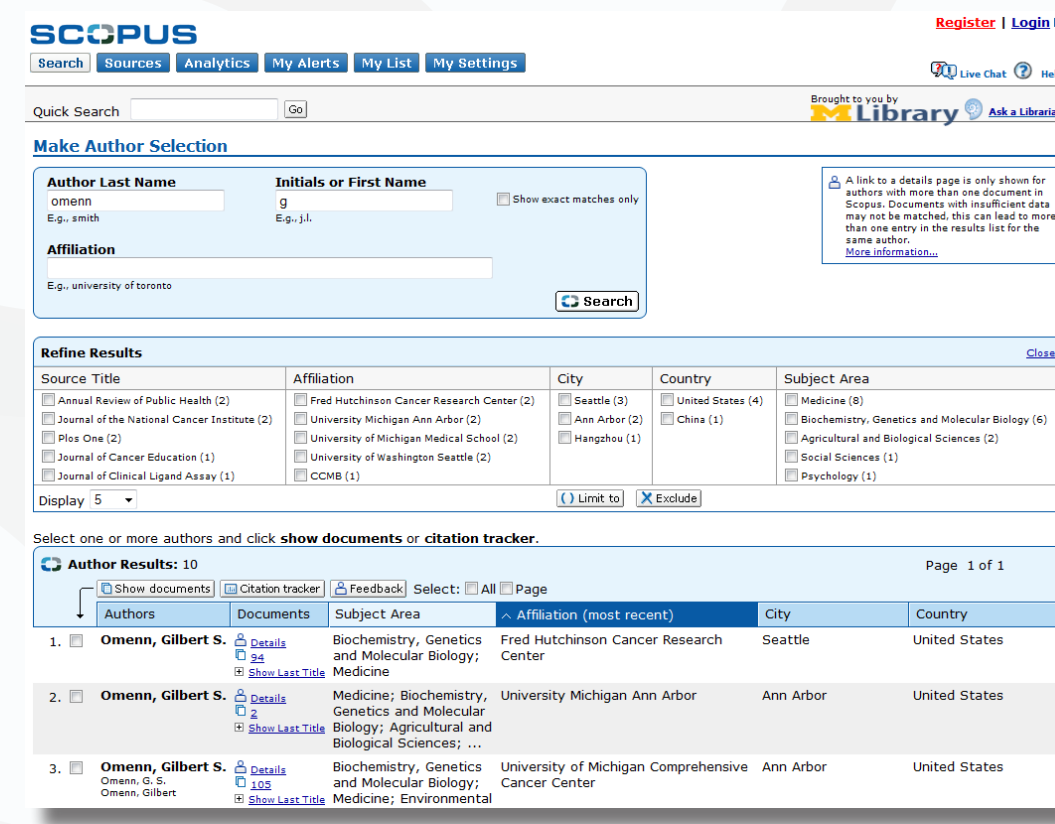 SCOPUS
Register | Login
Search Sources Analytics My Alerts My List My Settings
Live Chat
Quick Search Go
Brought to you by
M Library Ask a Libraria
Make Author Selection
Author Last Name Initials or First Name
omenn g Show exact matches only
E.g., smith E.g., j.l.
Affiliation
E.g., university of toronto
Search
A link to a details page is only shown for
authors with more than one document in
Scopus. Documents with insufficient data
may not be matched, this can lead to more
than one entry in the results list for the
same author.
More information...
Refine Results Close
Source Title Affiliation City Country Subject Area
Annual Review of Public Health (2) Fred Hutchinson Cancer Research Center (2) Seattle (3) United States (4) Medicine (8)
Journal of the National Cancer Institute (2) University Michigan Ann Arbor (2) Ann Arbor (2) China (1) Biochemistry, Genetics and Molecular Biology (6)
Plos One (2) University of Michigan Medical School (2) Hangzhou (1) Agricultural and Biological Sciences (2)
Journal of Cancer Education (1) University of Washington Seattle (2) Social Sciences (1)
Journal of Clinical Ligand Assay (1) CCMB (1) Psychology (1)
Display 5 Limit to Exclude
Select one or more authors and click show documents or citation tracker.
Author Results: 10 Page 1 of 1
Show documents Citation tracker Feedback Select: All Page
Authors Documents Subject Area Affiliation (most recent) City Country
1. Omenn, Gilbert S. Details Biochemistry, Genetics Fred Hutchinson Cancer Research Seattle United States
94 and Molecular Biology; Center
Show Last Title Medicine
2. Omenn, Gilbert S. Details Medicine; Biochemistry, University Michigan Ann Arbor Ann Arbor United States
2 Genetics and Molecular
Show Last Title Biology; Agricultural and
Biological Sciences; ...
3. Omenn, Gilbert S. Details Biochemistry, Genetics University of Michigan Comprehensive Ann Arbor United States
Omenn, G. S. 105 and Molecular Biology; Cancer Center
Omenn, Gilbert Show Last Title Medicine; Environmental